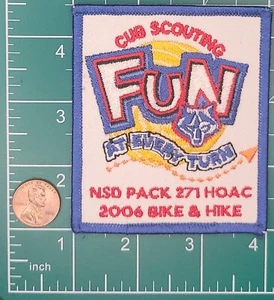 CUB SCOUTING
FUN
AT EVERY TURN
NSD PACK 271 HOAC
2006 BIKE & HIKE
4
3
2
1
inch
1
2
3